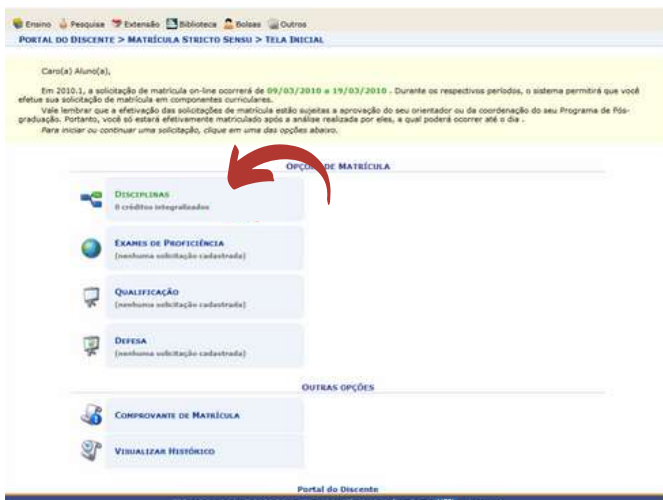 Ensino Pesquisa Extensão Biblioteca Bolsas Outros
PORTAL DO DISCENTE > MATRÍCULA STRICTO SENSU > TELA INICIAL
Caro(a) Aluno(a),
Em 2010.1, a solicitação de matrícula on-line ocorrerá de 09/03/2010 a 19/03/2010 . Durante os respectivos períodos, o sistema permitirá que você
efetue sua solicitação de matrícula em componentes curriculares.
Vale lembrar que a efetivação das solicitações de matrícula estão sujeitas a aprovação do seu orientador ou da coordenação do seu Programa de Pós-
graduação. Portanto, você só estará efetivamente matriculado após a análise realizada por eles, a qual poderá ocorrer até o dia .
Para iniciar ou continuar uma solicitação, clique em uma das opções abaixo.
OPÇÕES DE MATRÍCULA
DISCIPLINAS
0 créditos integralizados
EXAMES DE PROFICIÊNCIA
(nenhuma solicitação cadastrada)
QUALIFICAÇÃO
(nenhuma solicitação cadastrada)
DEFESA
(nenhuma solicitação cadastrada)
OUTRAS OPÇÕES
COMPROVANTE DE MATRÍCULA
VISUALIZAR HISTÓRICO
Portal do Discente